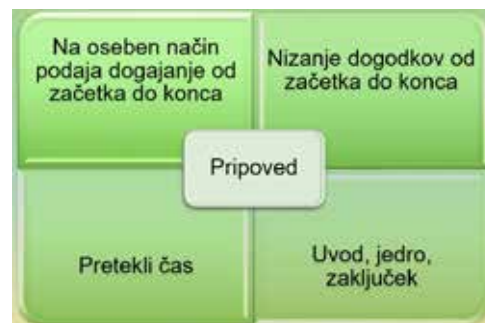 Na oseben način
podaja dogajanje od
začetka do konca
Nizanje dogodkov od
začetka do konca
Pripoved
Pretekli čas
Uvod, jedro,
zaključek